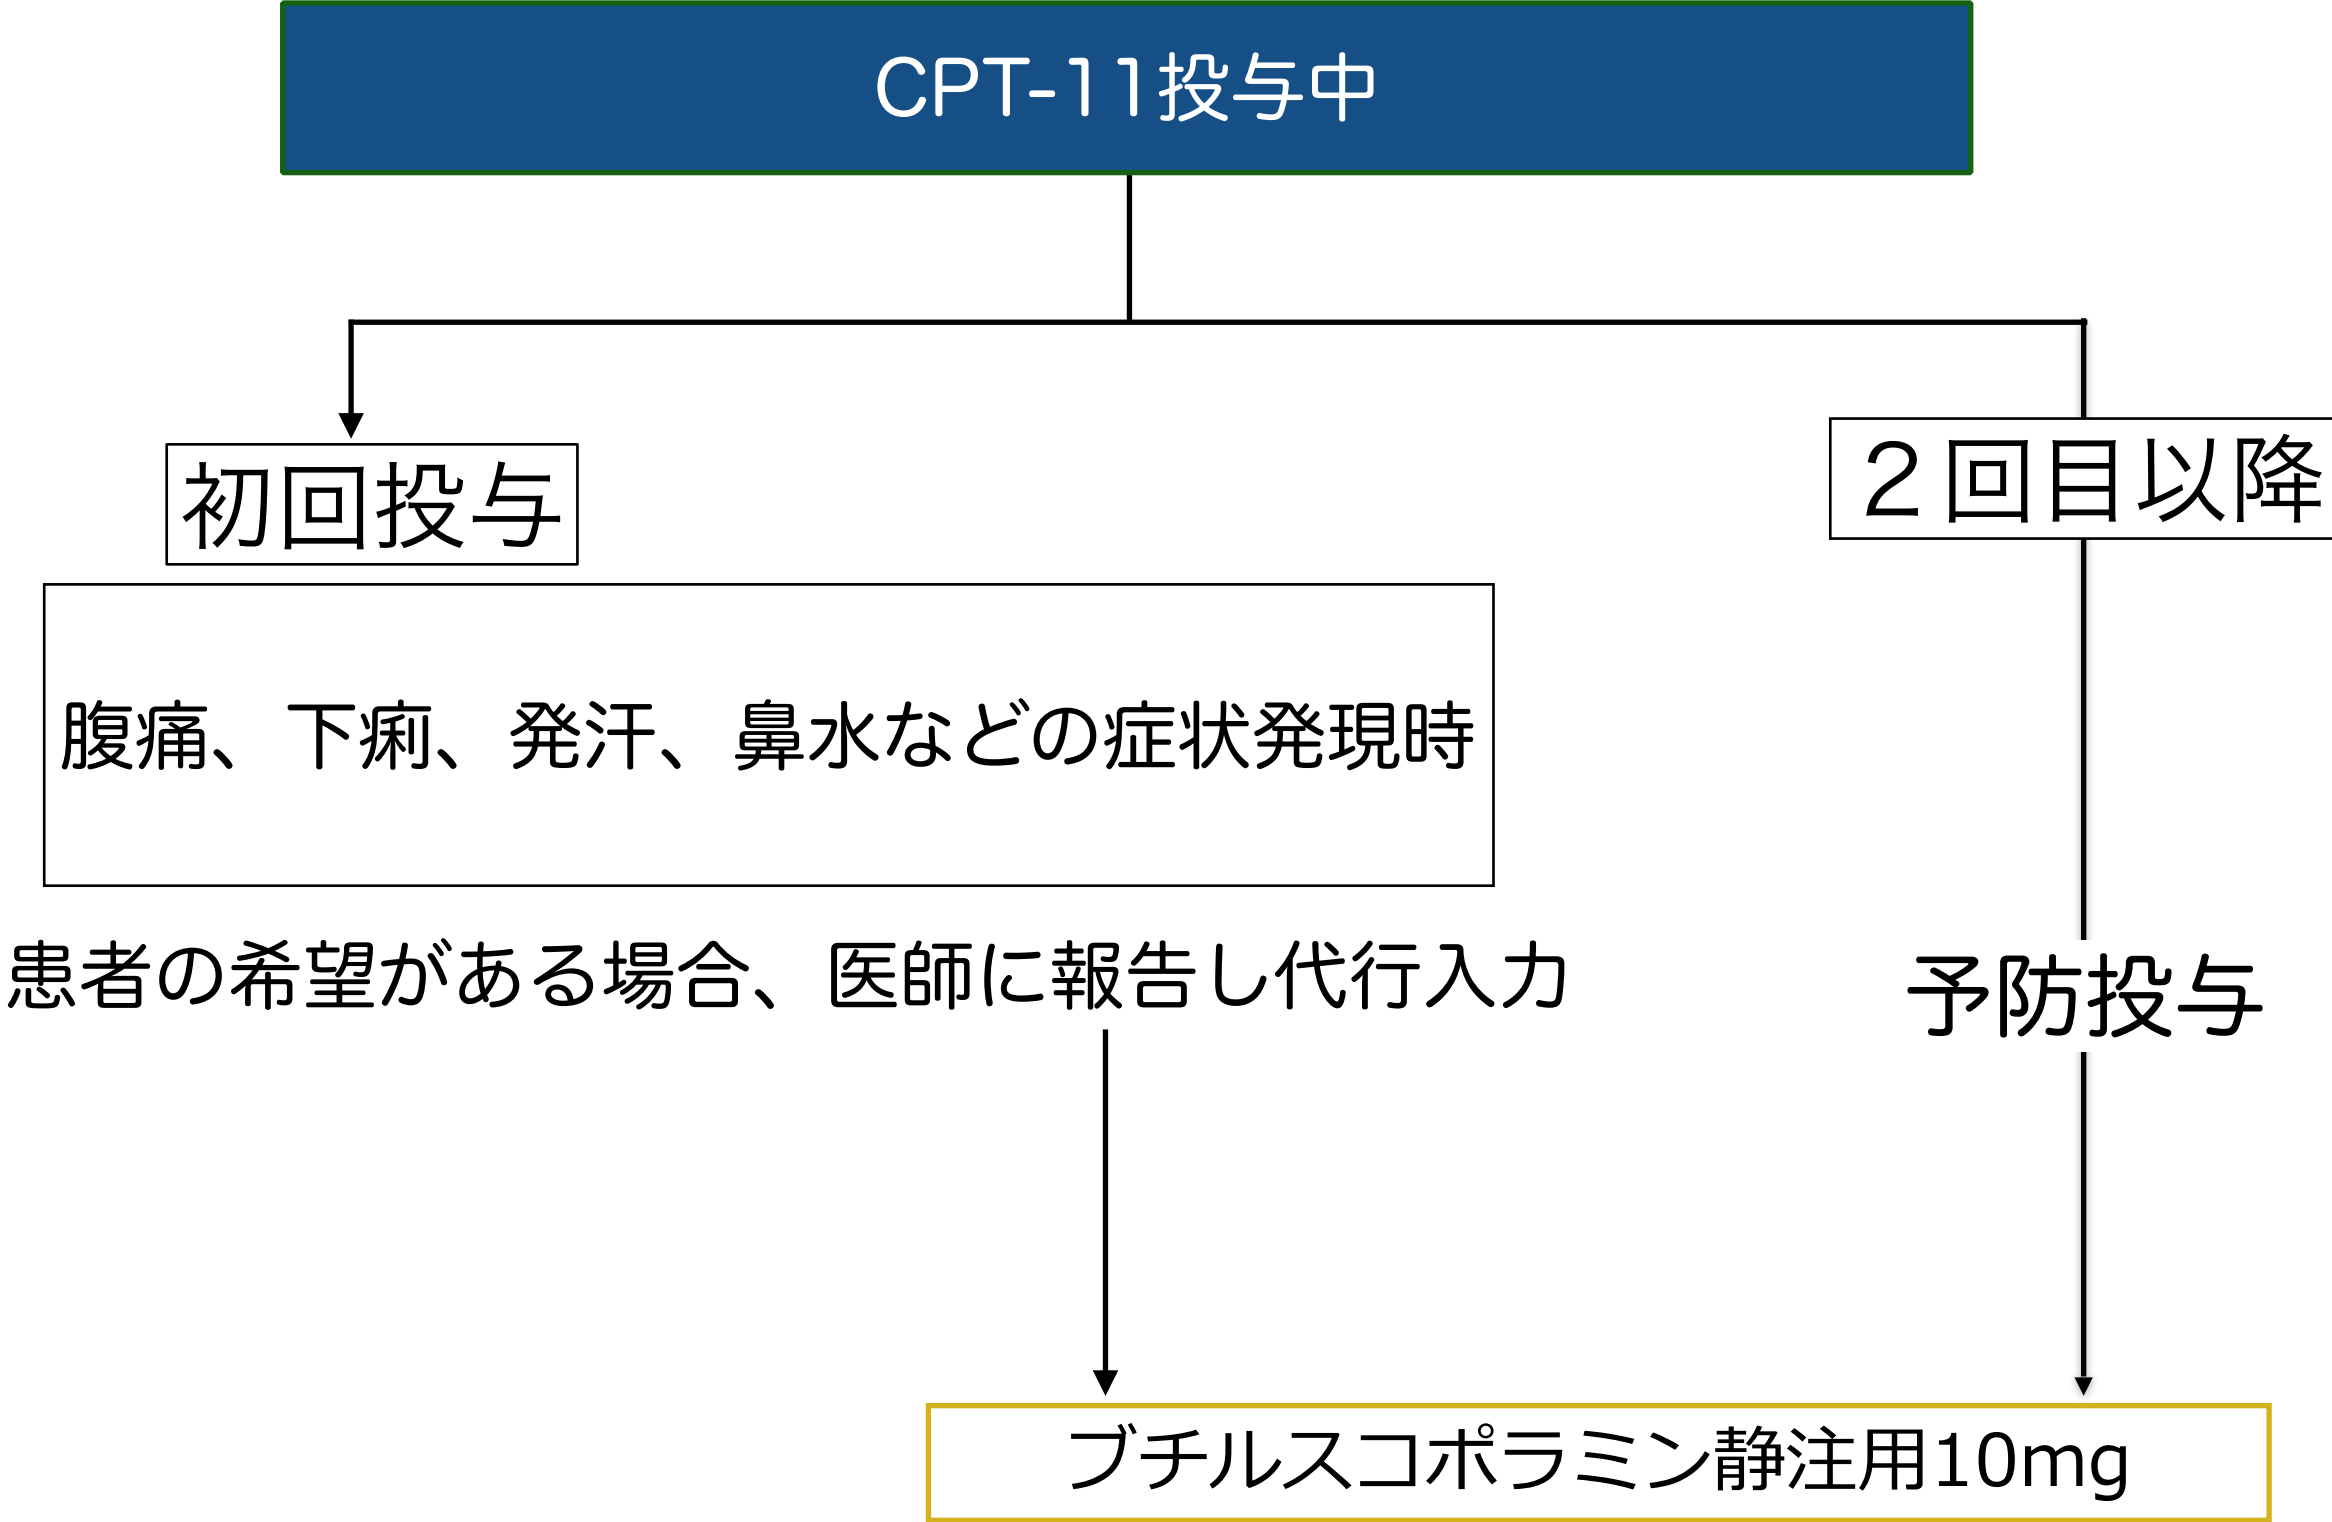 CPT-11投与中
初回投与
２回目以降
腹痛、下痢、発汗、鼻水などの症状発現時
患者の希望がある場合、医師に報告し代行入力
予防投与
ブチルスコポラミン静注用10mg